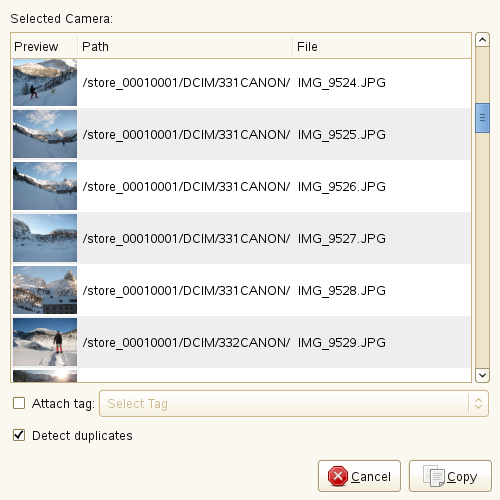 Selected Camera:
Preview Path File
/store_00010001/DCIM/331CANON/ IMG_9524.JPG
/store_00010001/DCIM/331CANON/ IMG_9525.JPG
/store_00010001/DCIM/331CANON/ IMG_9526.JPG
/store_00010001/DCIM/331CANON/ IMG_9527.JPG
/store_00010001/DCIM/331CANON/ IMG_9528.JPG
/store_00010001/DCIM/332CANON/ IMG_9529.JPG
Attach tag: Select Tag
Detect duplicates
Cancel Copy